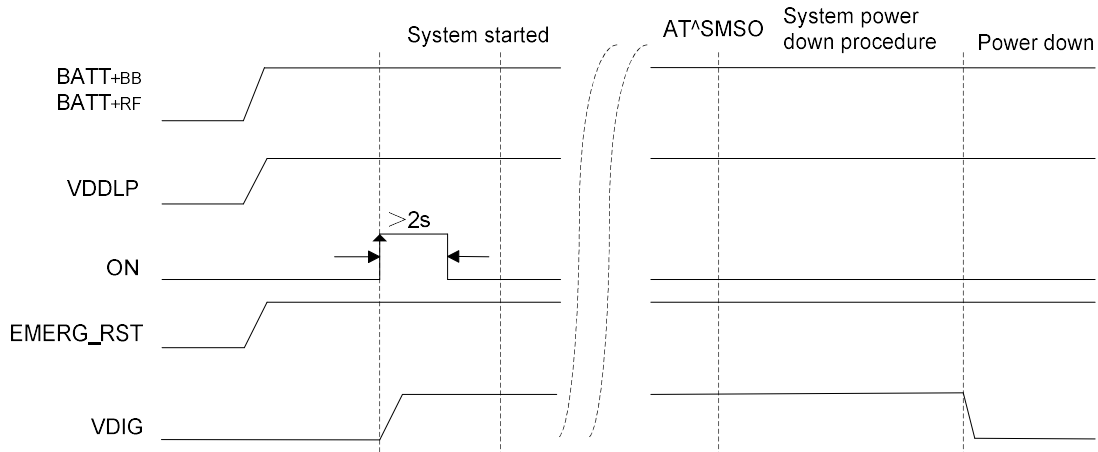 System started
AT^SMSO
System power
down procedure
Power down
BATT+BB
BATT+RF
VDDLP
>2s
ON
EMERG_RST
VDIG